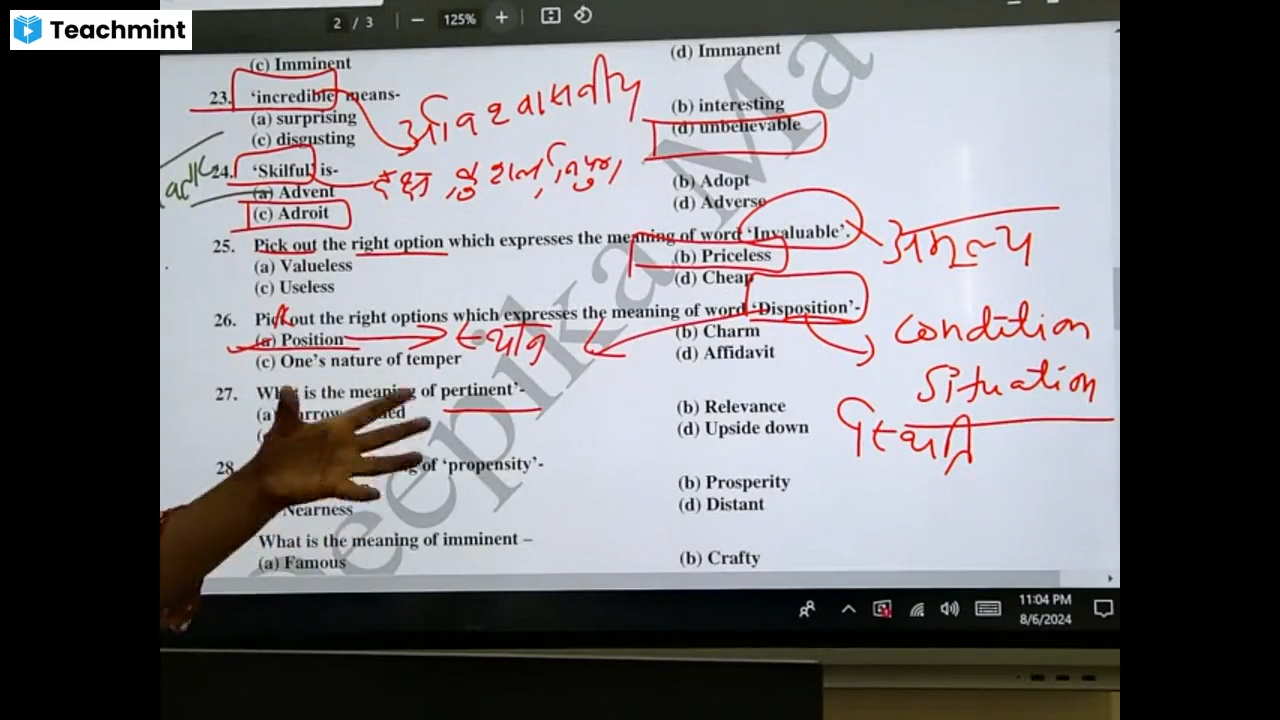 Teachmint
2 / 3
125%
(c) Imminent
(d) Immanent
23. 'incredible' means-
(a) surprising
(b) interesting
(c) disgusting
(d) unbelievable
अविश्वासनीय
24. 'Skilful' is-
(a) Advent
(b) Adopt
(c) Adroit
(d) Adverse
दक्ष, कुशल, निपुण,
25. Pick out the right option which expresses the meaning of word 'Invaluable'.
(a) Valueless
(b) Priceless
(c) Useless
(d) Cheap
अमूल्य
26. Pick out the right options which expresses the meaning of word 'Disposition'-
(a) Position
(b) Charm
(c) One's nature of temper
(d) Affidavit
स्थान
Condition
Situation
स्थिति
27. What is the meaning of pertinent'-
(b) Relevance
(d) Upside down
28. of 'propensity'-
(b) Prosperity
Nearness
(d) Distant
What is the meaning of imminent –
(a) Famous
(b) Crafty
Deepika Ma
11:04 PM
8/6/2024